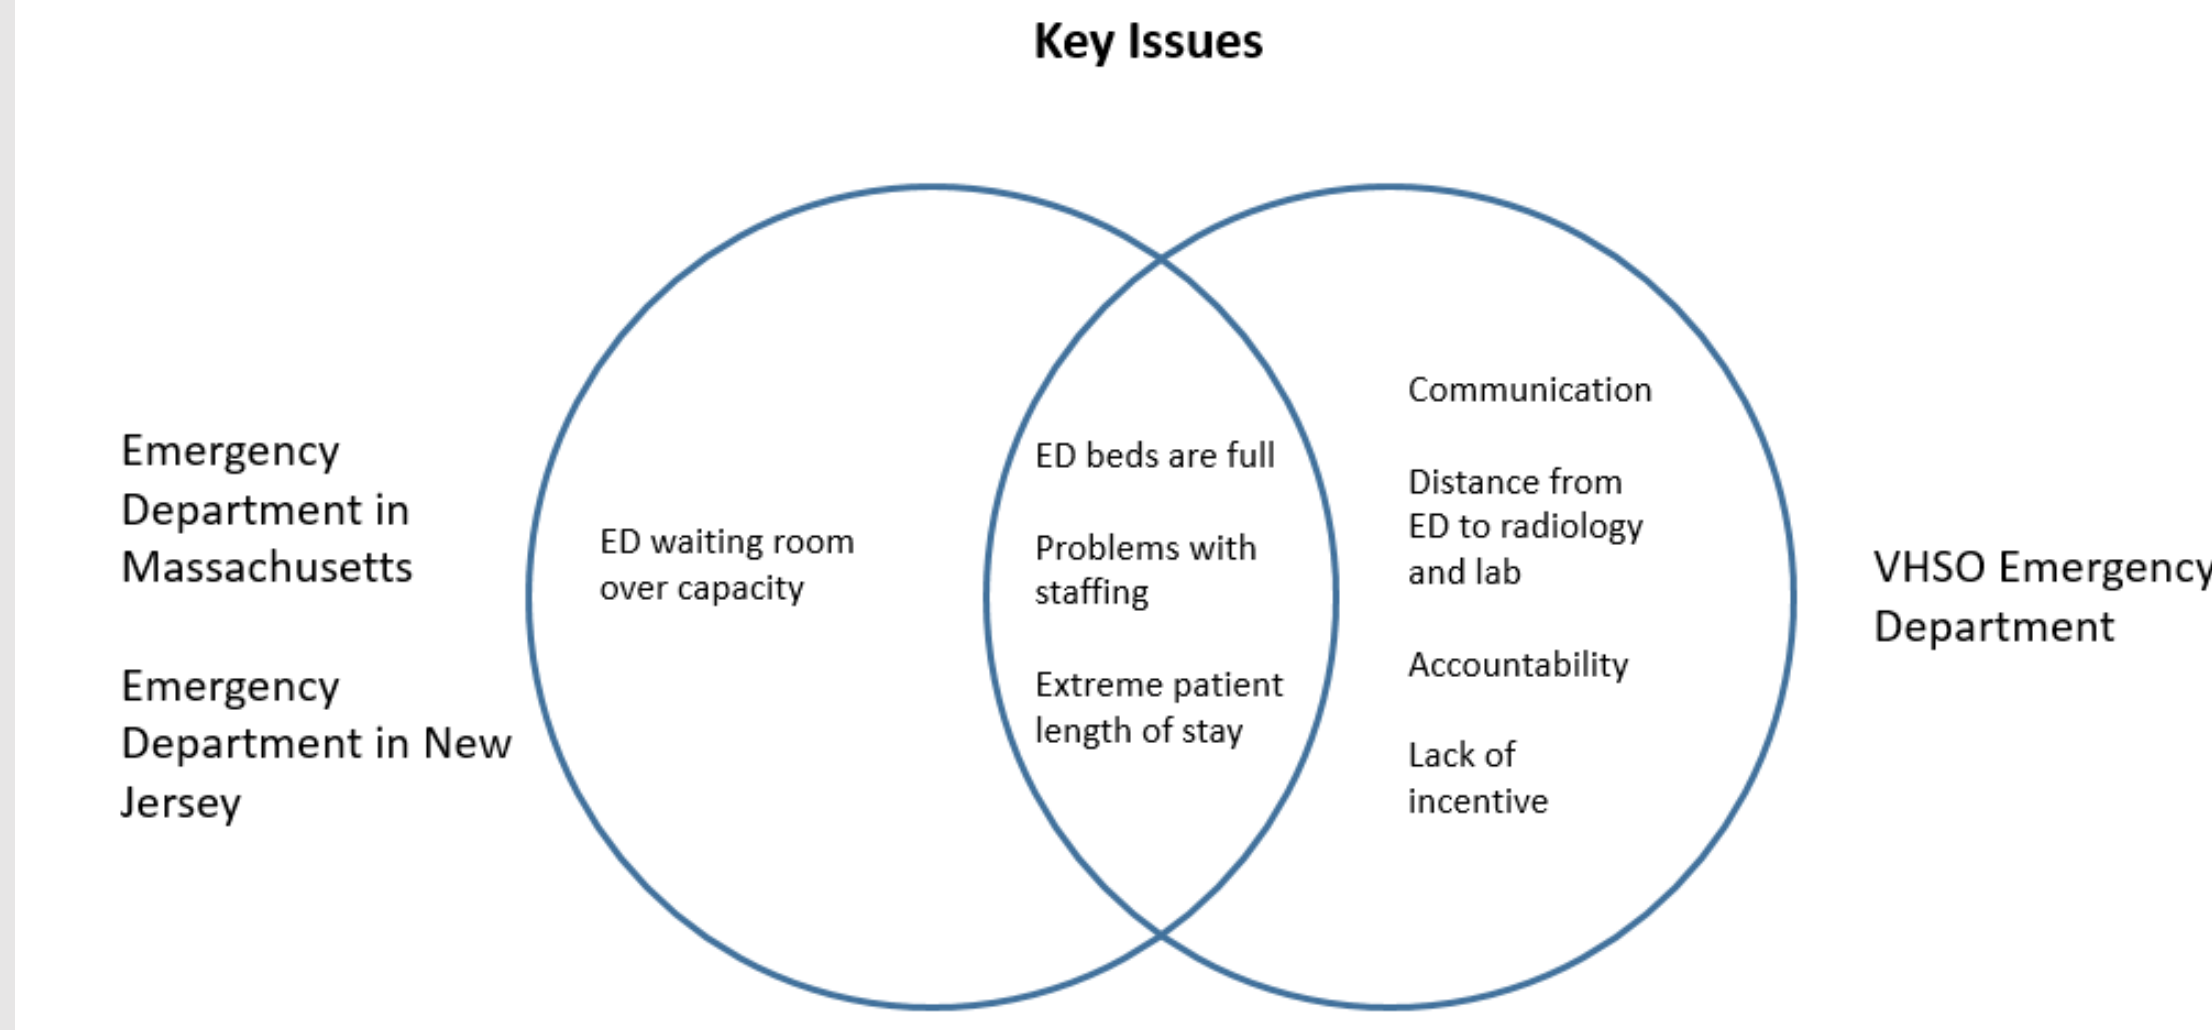 Key Issues
Emergency
Department in
Massachusetts
Emergency
Department in New
Jersey
ED waiting room
over capacity
ED beds are full
Problems with
staffing
Extreme patient
length of stay
Communication
Distance from
ED to radiology
and lab
Accountability
Lack of
incentive
VHSO Emergency
Department